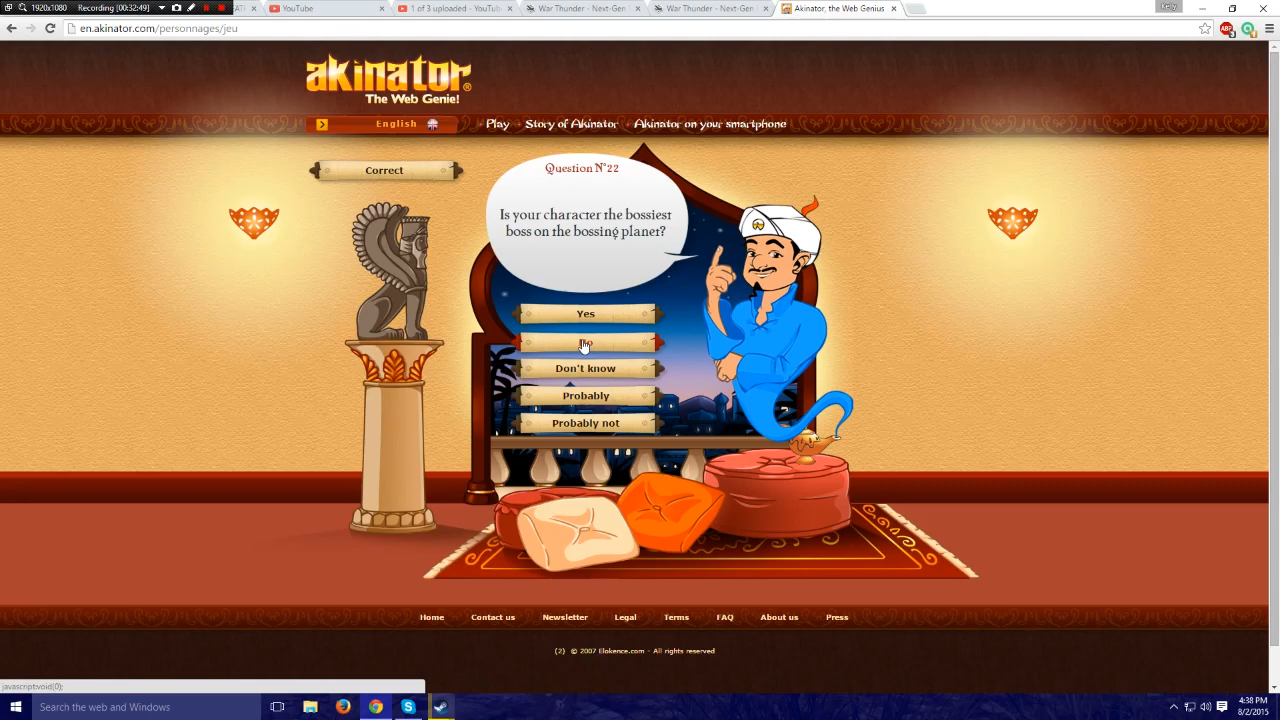 1920x1080 Recording [00:32:49]
YouTube
1 of 3 uploaded - YouTub
War Thunder - Next-Gen
War Thunder - Next-Gen
Akinator, the Web Genius
Kelly
en.akinator.com/personnages/jeu
akinator®
The Web Genie!
English
Play
Story of Akinator
Akinator on your smartphone
Correct
Question N°22
Is your character the bossiest
boss on the bossing planer?
Yes
Don't know
Probably
Probably not
Home
Contact us
Newsletter
Legal
Terms
FAQ
About us
Press
(2) © 2007 Elokence.com - All rights reserved
javascript:void(0);
Search the web and Windows
4:38 PM
8/2/2015